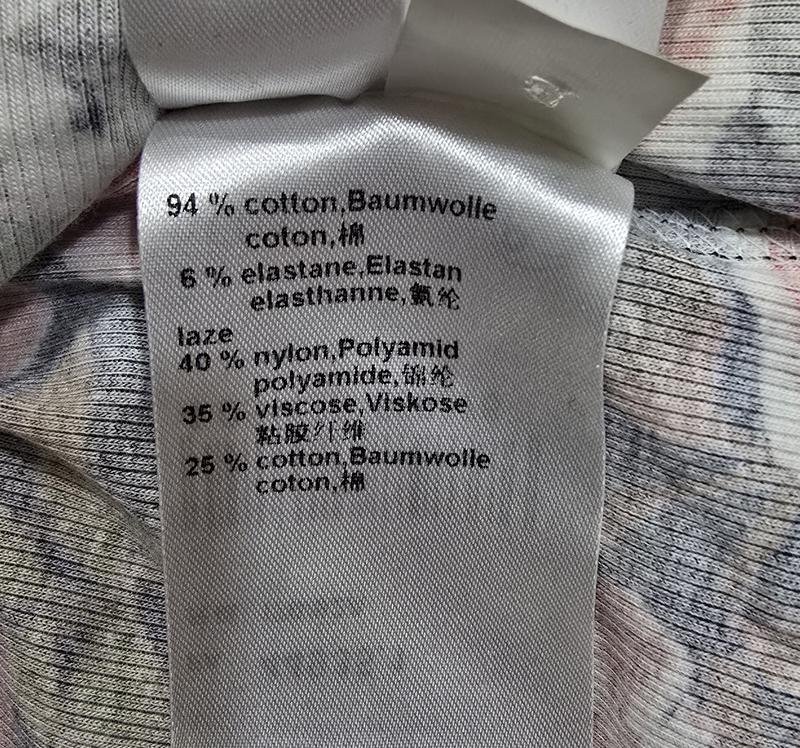 94 % cotton,Baumwolle
coton,棉
6 % elastane,Elastan
elasthanne,氨纶
laze
40 % nylon,Polyamid
polyamide,锦纶
35 % viscose,Viskose
粘胶纤维
25 % cotton,Baumwolle
coton,棉